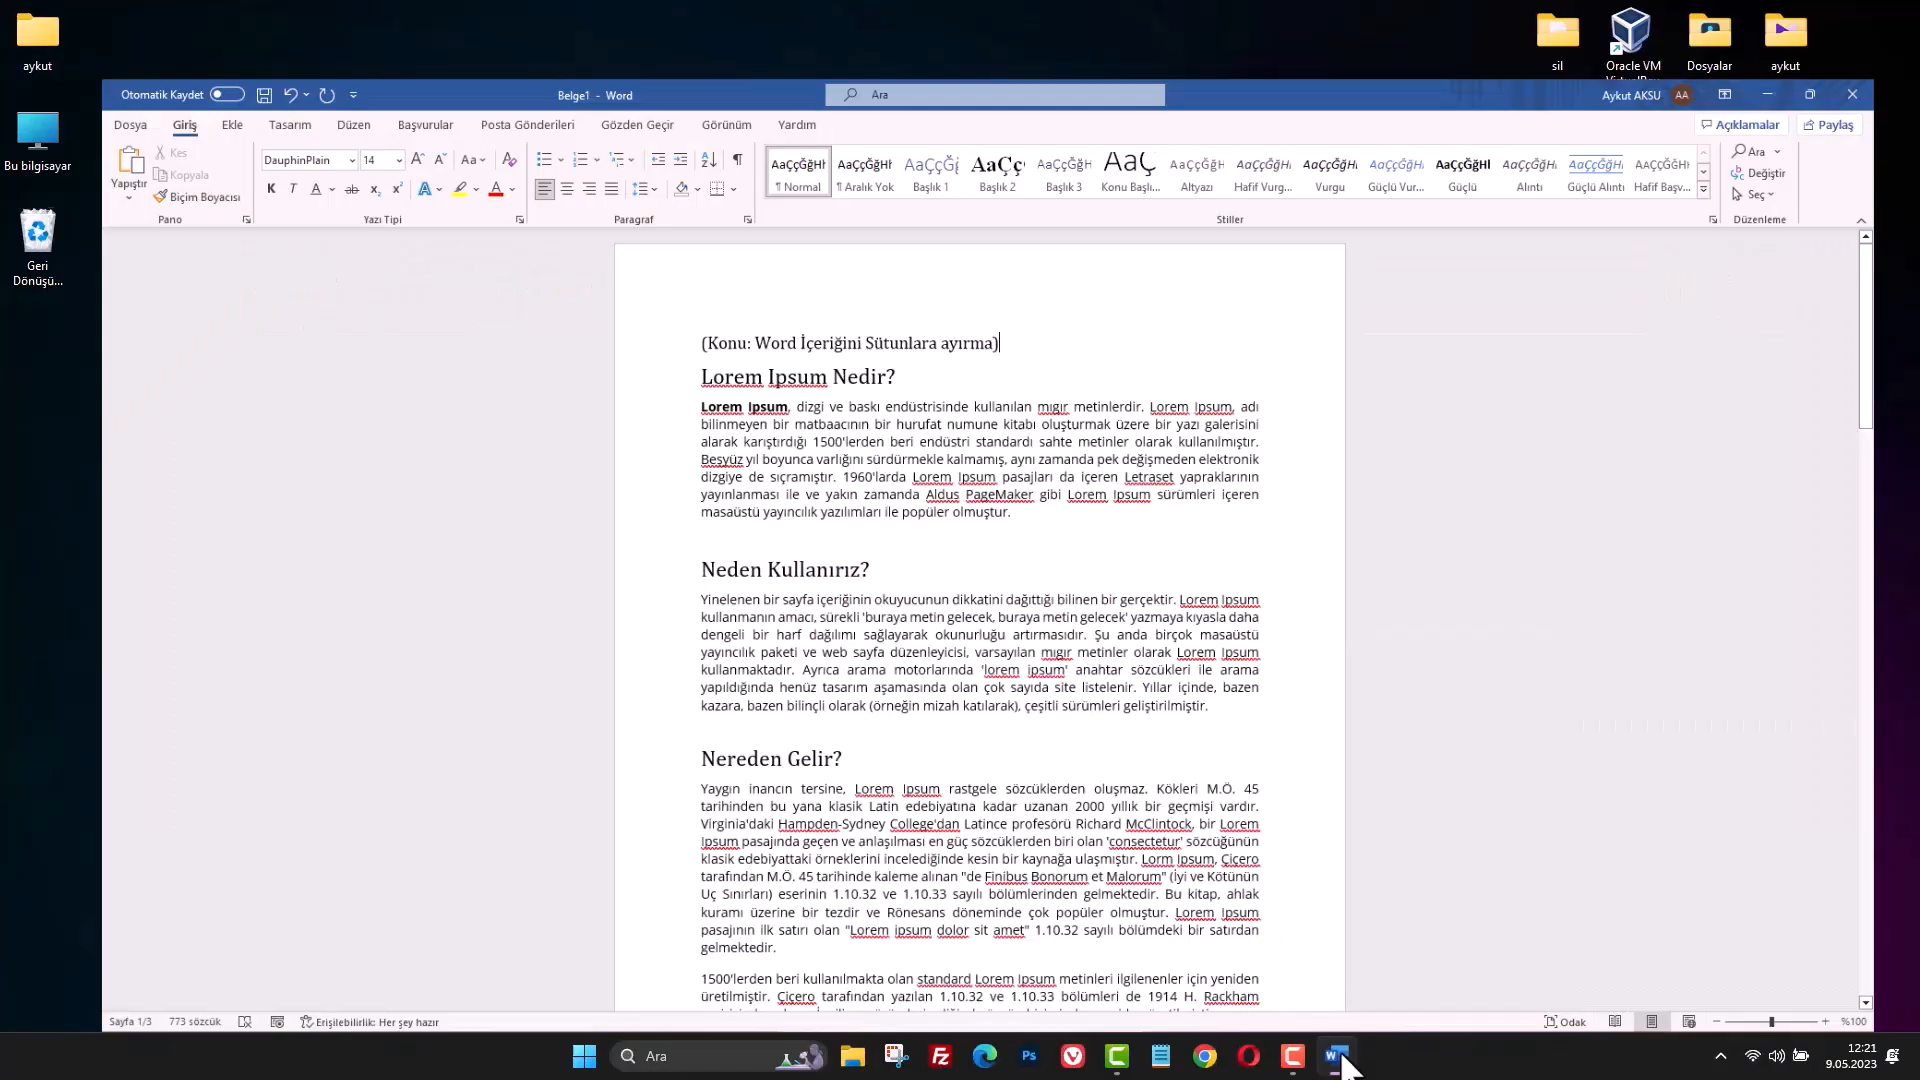 aykut
sil
Oracle VM
Dosyalar
aykut
Bu bilgisayar
Geri
Dönüşü...
Otomatik Kaydet
Belge1 - Word
Ara
Aykut AKSU
AA
Dosya Giriş Ekle Tasarım Düzen Başvurular Posta Gönderileri Gözden Geçir Görünüm Yardım
Açıklamalar
Paylaş
Yapıştır
Kes
Kopyala
Biçim Boyacısı
Pano
DauphinPlain 14
Yazı Tipi
Paragraf
¶ Normal
¶ Aralık Yok
Başlık 1
Başlık 2
Başlık 3
Konu Başlı...
Altyazı
Hafif Vurg...
Vurgu
Güçlü Vur...
Güçlü
Alıntı
Güçlü Alıntı
Hafif Başv...
Stiller
Ara
Değiştir
Seç
Düzenleme
(Konu: Word İçeriğini Sütunlara ayırma)
Lorem Ipsum Nedir?
Lorem Ipsum, dizgi ve baskı endüstrisinde kullanılan mıgır metinlerdir. Lorem Ipsum, adı
bilinmeyen bir matbaacının bir hurufat numune kitabı oluşturmak üzere bir yazı galerisini
alarak karıştırdığı 1500'lerden beri endüstri standardı sahte metinler olarak kullanılmıştır.
Beşyüz yıl boyunca varlığını sürdürmekle kalmamış, aynı zamanda pek değişmeden elektronik
dizgiye de sıçramıştır. 1960'larda Lorem Ipsum pasajları da içeren Letraset yapraklarının
yayınlanması ile ve yakın zamanda Aldus PageMaker gibi Lorem Ipsum sürümleri içeren
masaüstü yayıncılık yazılımları ile popüler olmuştur.
Neden Kullanırız?
Yinelenen bir sayfa içeriğinin okuyucunun dikkatini dağıttığı bilinen bir gerçektir. Lorem Ipsum
kullanmanın amacı, sürekli 'buraya metin gelecek, buraya metin gelecek' yazmaya kıyasla daha
dengeli bir harf dağılımı sağlayarak okunurluğu artırmasıdır. Şu anda birçok masaüstü
yayıncılık paketi ve web sayfa düzenleyicisi, varsayılan mıgır metinler olarak Lorem Ipsum
kullanmaktadır. Ayrıca arama motorlarında 'lorem ipsum' anahtar sözcükleri ile arama
yapıldığında henüz tasarım aşamasında olan çok sayıda site listelenir. Yıllar içinde, bazen
kazara, bazen bilinçli olarak (örneğin mizah katılarak), çeşitli sürümleri geliştirilmiştir.
Nereden Gelir?
Yaygın inancın tersine, Lorem Ipsum rastgele sözcüklerden oluşmaz. Kökleri M.Ö. 45
tarihinden bu yana klasik Latin edebiyatına kadar uzanan 2000 yıllık bir geçmişi vardır.
Virginia'daki Hampden-Sydney College'dan Latince profesörü Richard McClintock, bir Lorem
Ipsum pasajında geçen ve anlaşılması en güç sözcüklerden biri olan 'consectetur' sözcüğünün
klasik edebiyattaki örneklerini incelediğinde kesin bir kaynağa ulaşmıştır. Lorm Ipsum, Çiçero
tarafından M.Ö. 45 tarihinde kaleme alınan "de Finibus Bonorum et Malorum" (İyi ve Kötünün
Uç Sınırları) eserinin 1.10.32 ve 1.10.33 sayılı bölümlerinden gelmektedir. Bu kitap, ahlak
kuramı üzerine bir tezdir ve Rönesans döneminde çok popüler olmuştur. Lorem Ipsum
pasajının ilk satırı olan "Lorem ipsum dolor sit amet" 1.10.32 sayılı bölümdeki bir satırdan
gelmektedir.
1500'lerden beri kullanılmakta olan standard Lorem Ipsum metinleri ilgilenenler için yeniden
üretilmiştir. Çiçero tarafından yazılan 1.10.32 ve 1.10.33 bölümleri de 1914 H. Rackham
Sayfa 1/3 773 sözcük Erişilebilirlik: Her şey hazır
Odak
%100
Ara
12:21
9.05.2023